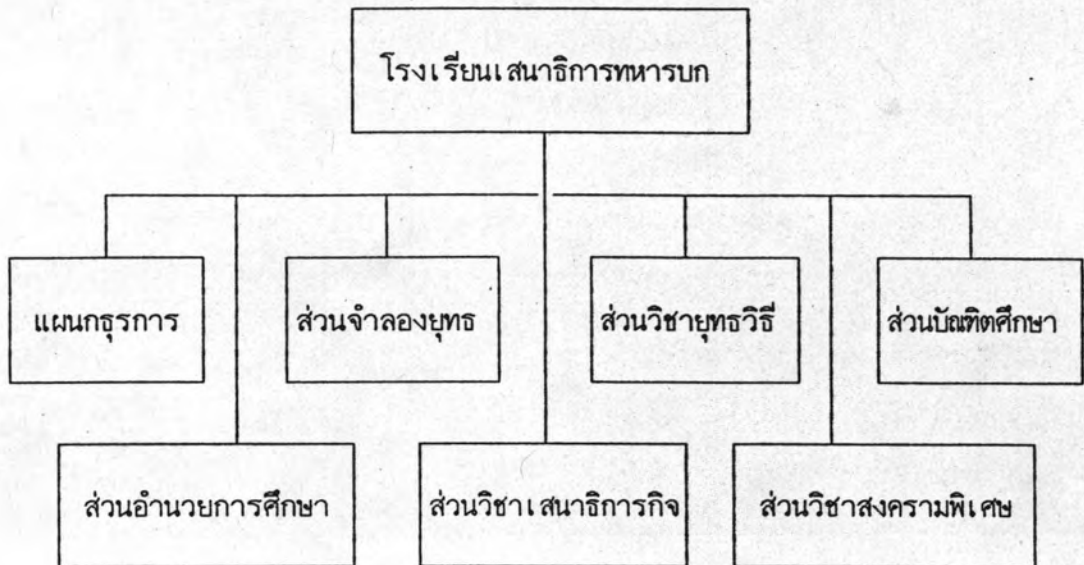 โรงเรียนเสนาธิการทหารบก
แผนกธุรการ
ส่วนจำลองยุทธ
ส่วนวิชายุทธวิธี
ส่วนบัณฑิตศึกษา
ส่วนอำนวยการศึกษา
ส่วนวิชาเสนาธิการกิจ
ส่วนวิชาสงครามพิเศษ